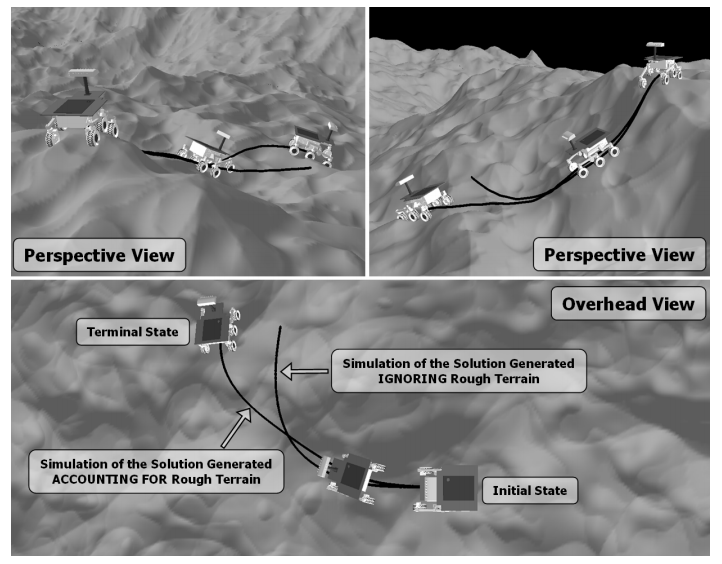 Perspective View
Perspective View
Overhead View
Terminal State
Simulation of the Solution Generated
IGNORING Rough Terrain
Simulation of the Solution Generated
ACCOUNTING FOR Rough Terrain
Initial State